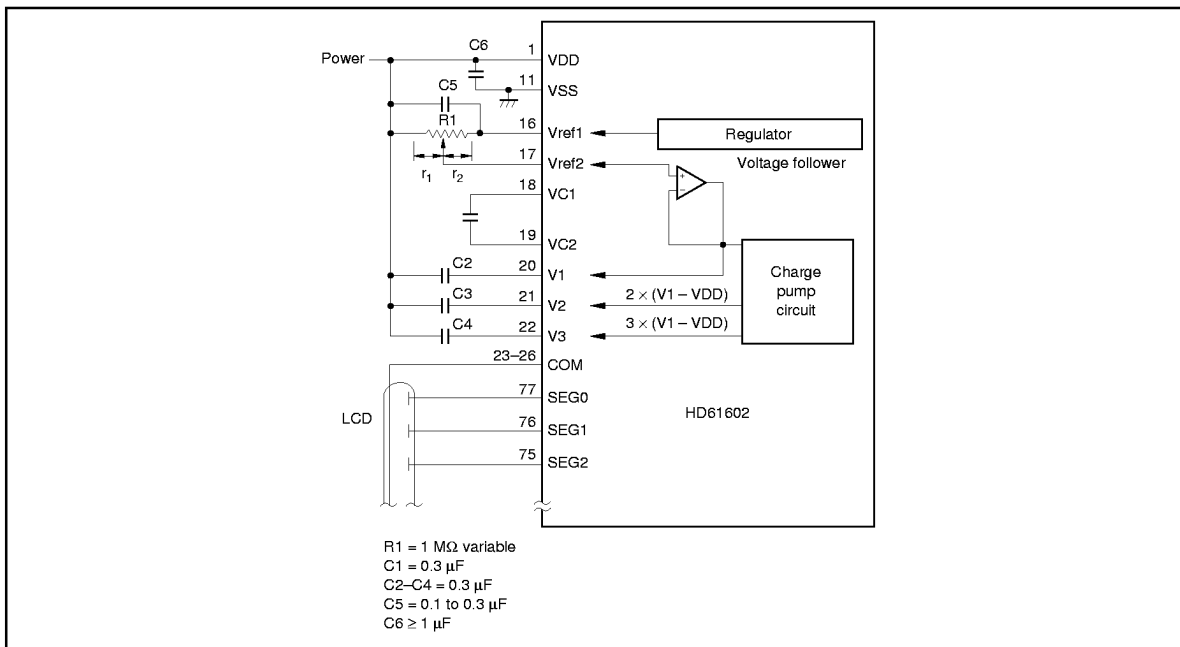 Power
C6
1
VDD
11
VSS
C5
R1
16
Vref1
Regulator
r1
r2
17
Vref2
Voltage follower
+
−
18
VC1
19
VC2
C2
20
V1
Charge
pump
circuit
C3
21
V2
2 × (V1 – VDD)
C4
22
V3
3 × (V1 – VDD)
23–26
COM
LCD
77
SEG0
HD61602
76
SEG1
75
SEG2
R1 = 1 MΩ variable
C1 = 0.3 μF
C2–C4 = 0.3 μF
C5 = 0.1 to 0.3 μF
C6 ≥ 1 μF